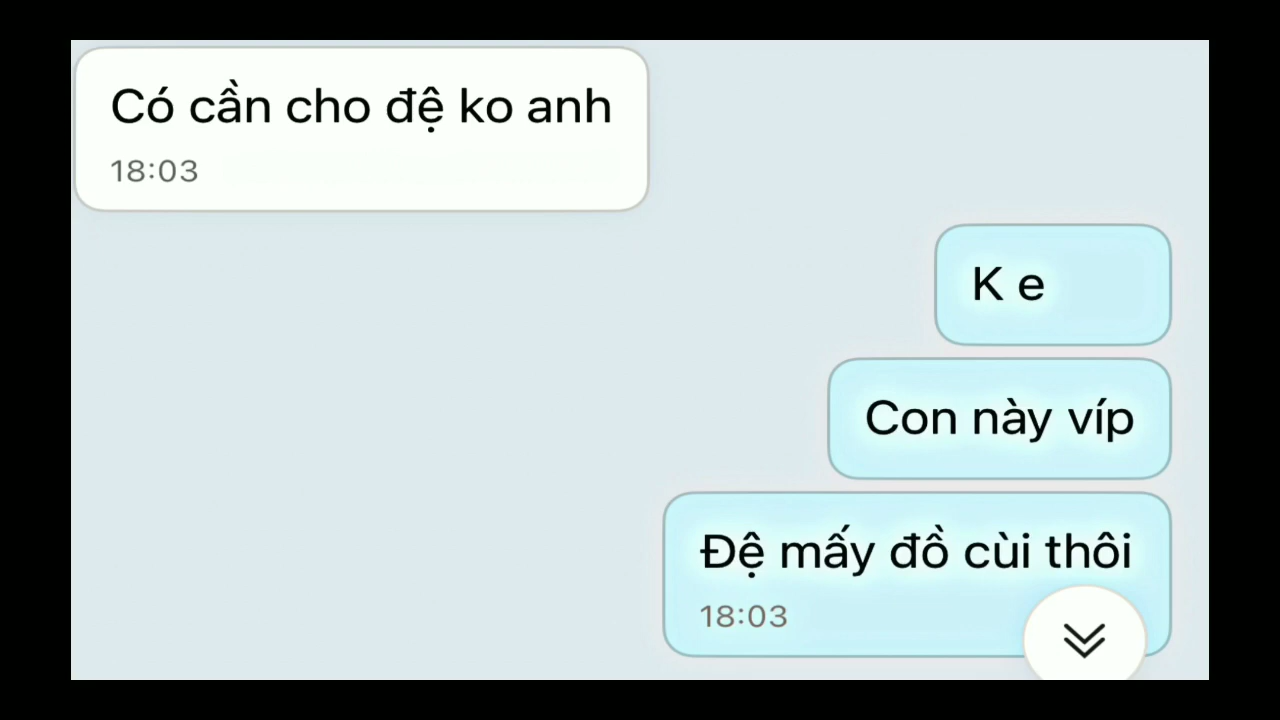 Có cần cho đệ ko anh
18:03
K e
Con này víp
Đệ mấy đồ cùi thôi
18:03